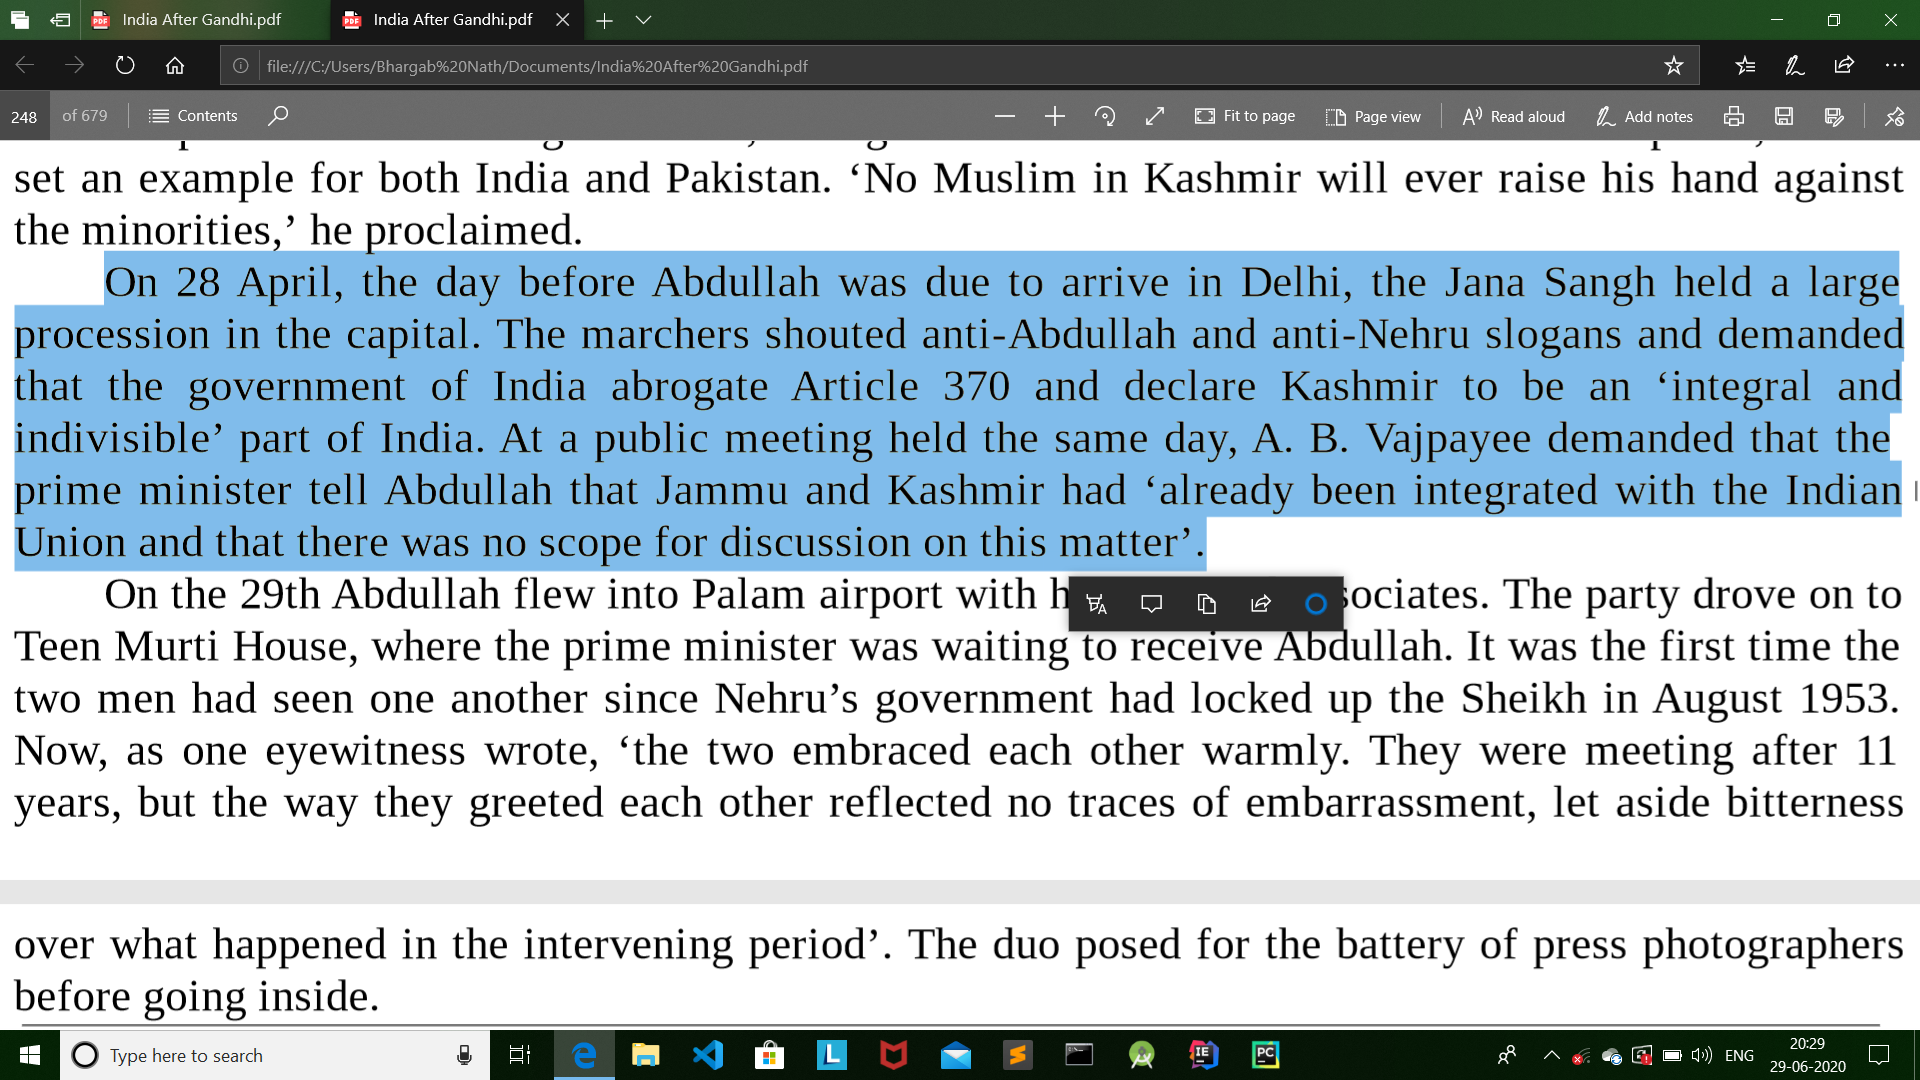 India After Gandhi.pdf
India After Gandhi.pdf
file:///C:/Users/Bhargab%20Nath/Documents/India%20After%20Gandhi.pdf
248 of 679 Contents Fit to page Page view Read aloud Add notes
set an example for both India and Pakistan. ‘No Muslim in Kashmir will ever raise his hand against
the minorities,’ he proclaimed.
On 28 April, the day before Abdullah was due to arrive in Delhi, the Jana Sangh held a large
procession in the capital. The marchers shouted anti-Abdullah and anti-Nehru slogans and demanded
that the government of India abrogate Article 370 and declare Kashmir to be an ‘integral and
indivisible’ part of India. At a public meeting held the same day, A. B. Vajpayee demanded that the
prime minister tell Abdullah that Jammu and Kashmir had ‘already been integrated with the Indian
Union and that there was no scope for discussion on this matter’.
On the 29th Abdullah flew into Palam airport with h sociates. The party drove on to
Teen Murti House, where the prime minister was waiting to receive Abdullah. It was the first time the
two men had seen one another since Nehru’s government had locked up the Sheikh in August 1953.
Now, as one eyewitness wrote, ‘the two embraced each other warmly. They were meeting after 11
years, but the way they greeted each other reflected no traces of embarrassment, let aside bitterness
over what happened in the intervening period’. The duo posed for the battery of press photographers
before going inside.
Type here to search
ENG
20:29
29-06-2020